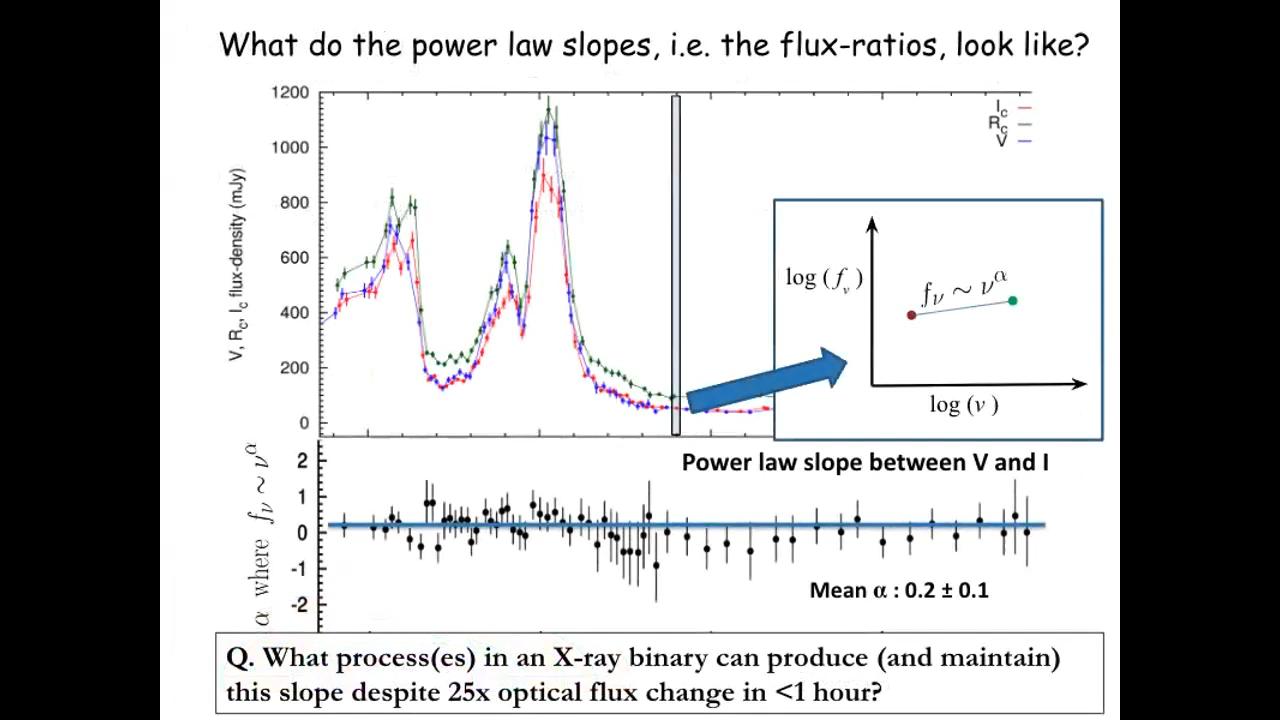 What do the power law slopes, i.e. the flux-ratios, look like?
1200
1000
800
600
400
200
0
V, Rc, Ic flux-density (mJy)
Ic
Rc
V
log (fν)
fν ~ ν^α
log (ν)
Power law slope between V and I
2
1
0
-1
-2
α where fν ~ ν^α
Mean α : 0.2 ± 0.1
Q. What process(es) in an X-ray binary can produce (and maintain)
this slope despite 25x optical flux change in <1 hour?